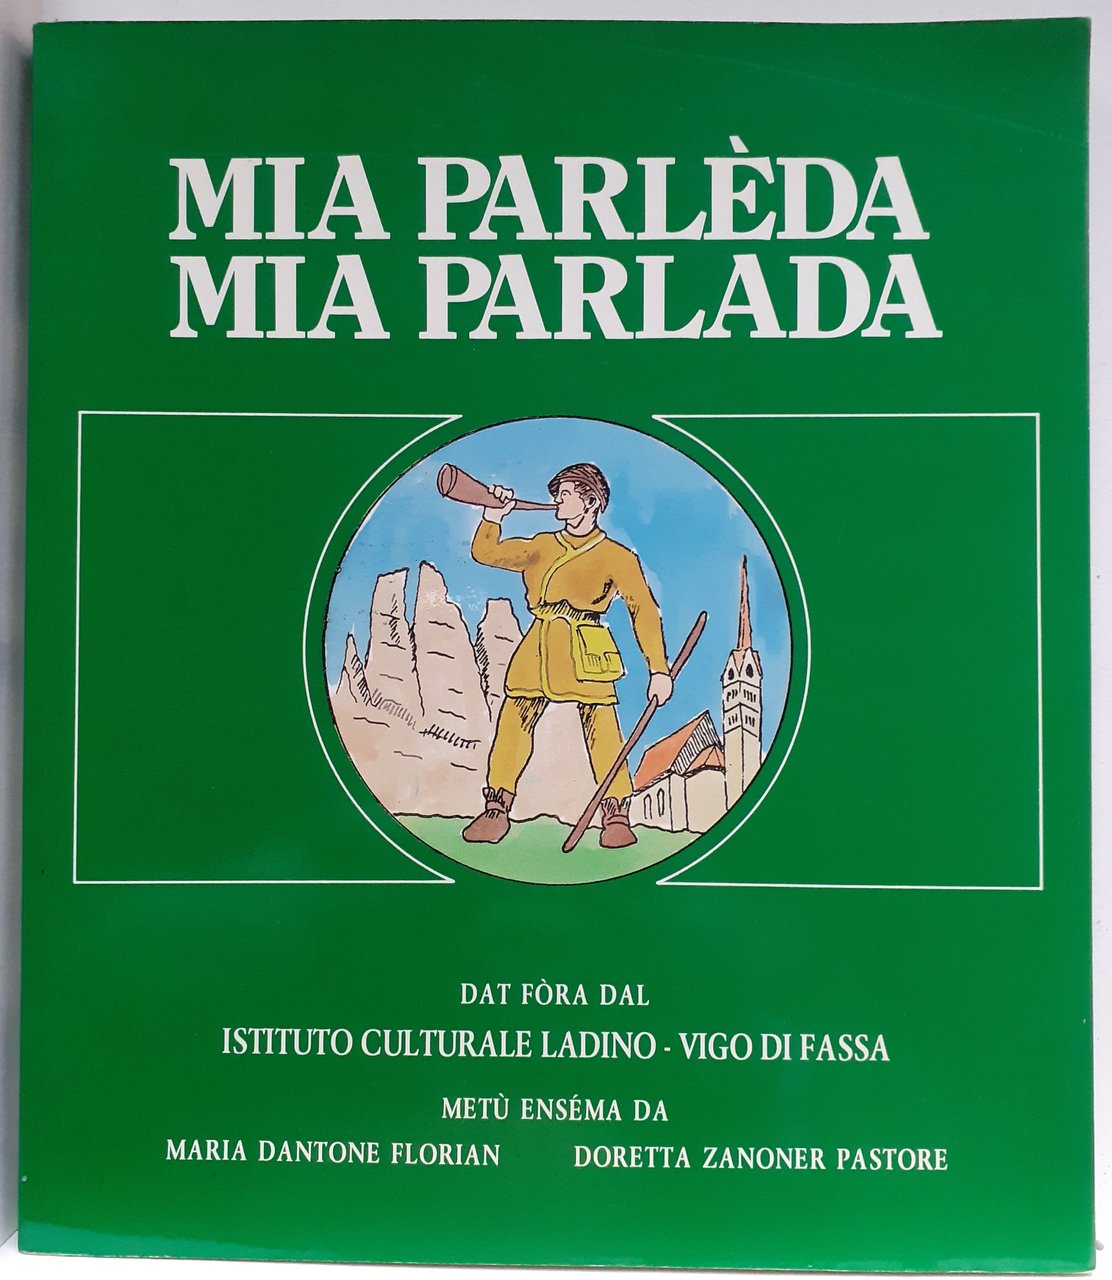 MIA PARLÈDA
MIA PARLADA
DAT FÒRA DAL
ISTITUTO CULTURALE LADINO - VIGO DI FASSA
METÙ ENSÉMA DA
MARIA DANTONE FLORIAN DORETTA ZANONER PASTORE